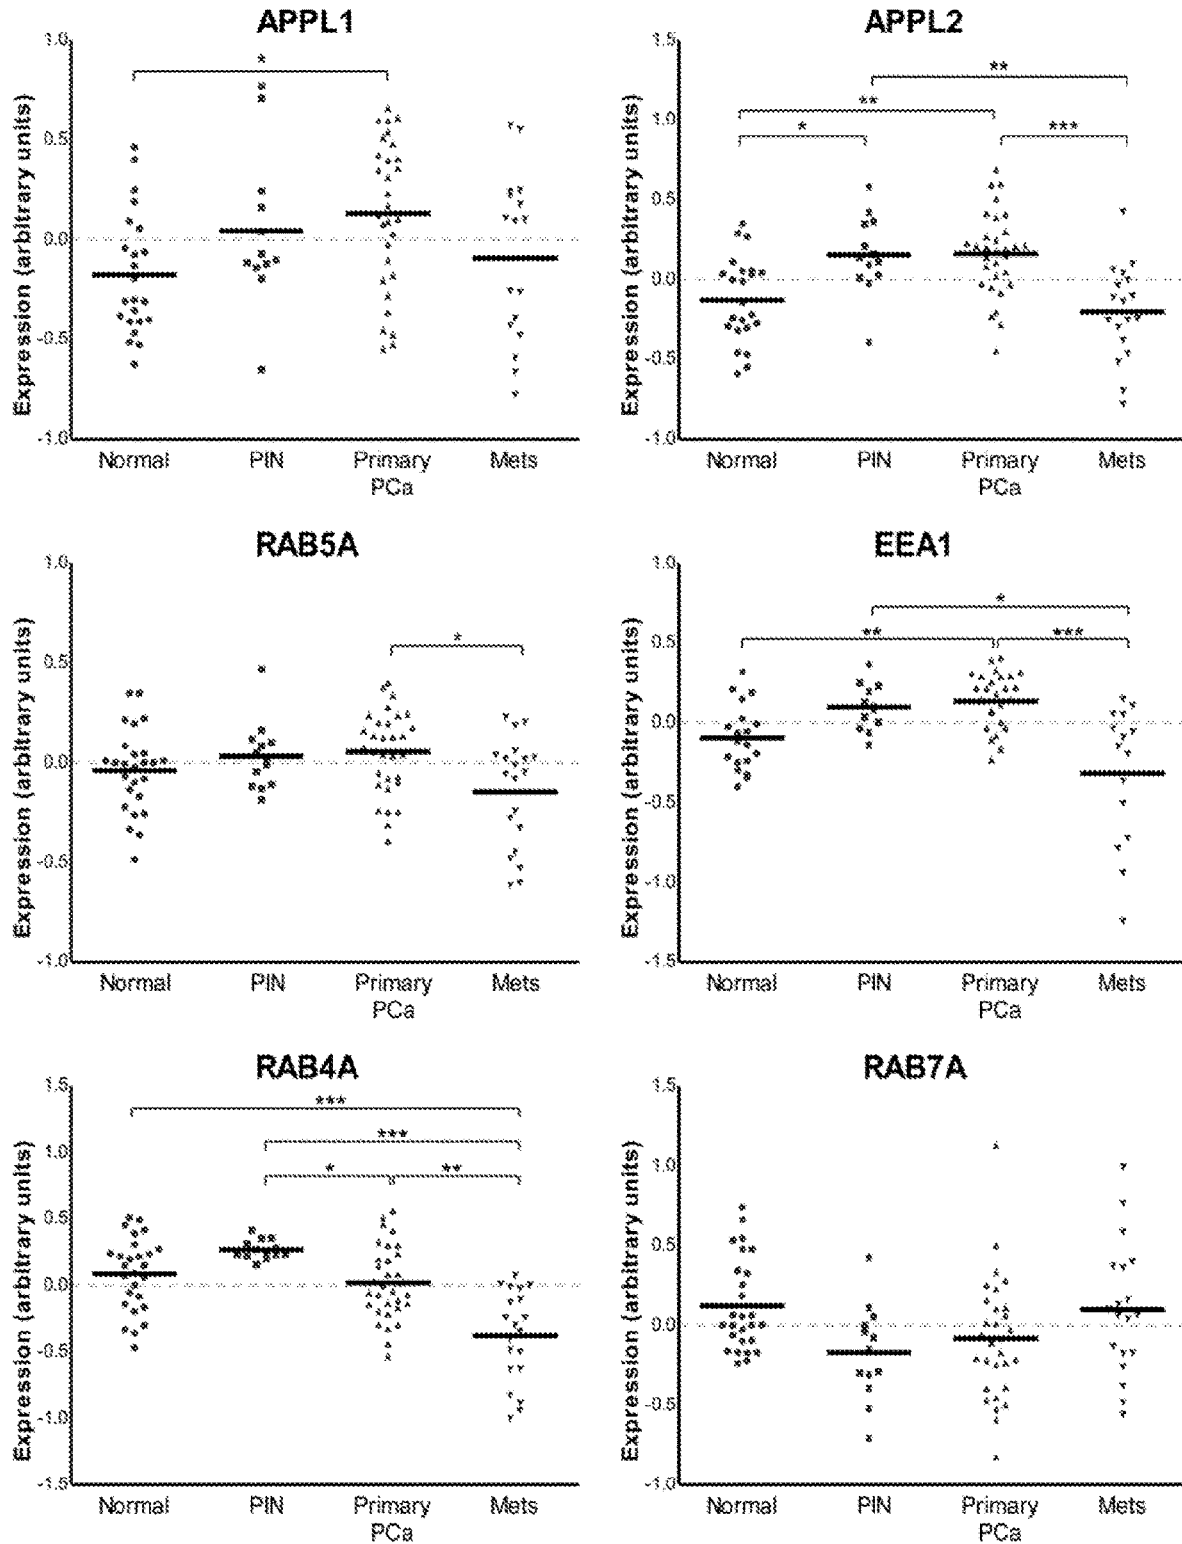 APPL1
Expression (arbitrary units)
1.0
0.5
0.0
-0.5
-1.0
*
Normal PIN Primary PCa Mets
APPL2
Expression (arbitrary units)
1.5
1.0
0.5
0.0
-0.5
-1.0
**
**
* ***
Normal PIN Primary PCa Mets
RAB5A
Expression (arbitrary units)
1.0
0.5
0.0
-0.5
-1.0
*
Normal PIN Primary PCa Mets
EEA1
Expression (arbitrary units)
1.0
0.5
0.0
-0.5
-1.0
-1.5
*
** ***
Normal PIN Primary PCa Mets
RAB4A
Expression (arbitrary units)
1.5
1.0
0.5
0.0
-0.5
-1.0
-1.5
***
***
* **
Normal PIN Primary PCa Mets
RAB7A
Expression (arbitrary units)
1.5
1.0
0.5
0.0
-0.5
-1.0
Normal PIN Primary PCa Mets